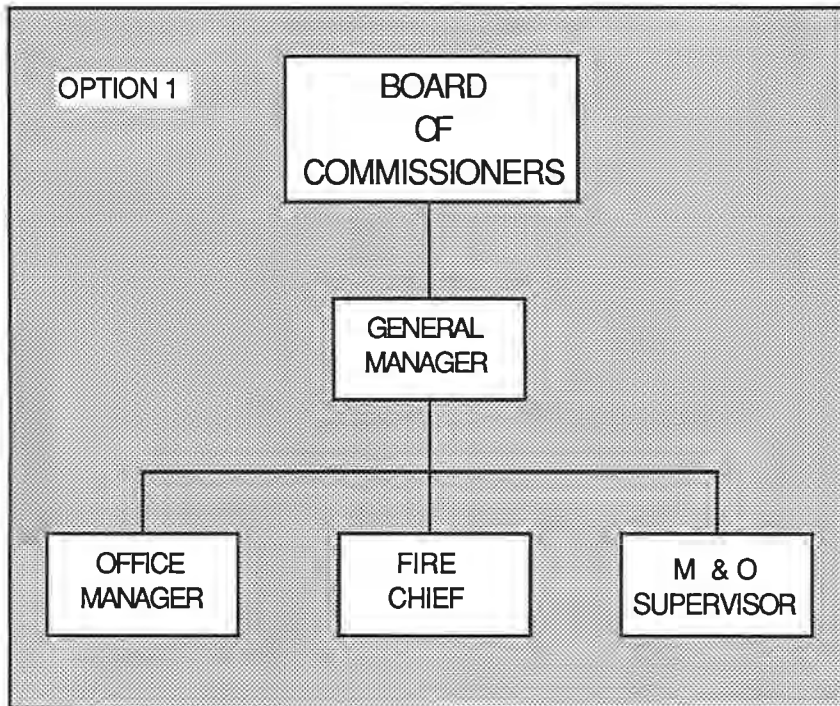 OPTION 1
BOARD
OF
COMMISSIONERS
GENERAL
MANAGER
OFFICE
MANAGER
FIRE
CHIEF
M & O
SUPERVISOR